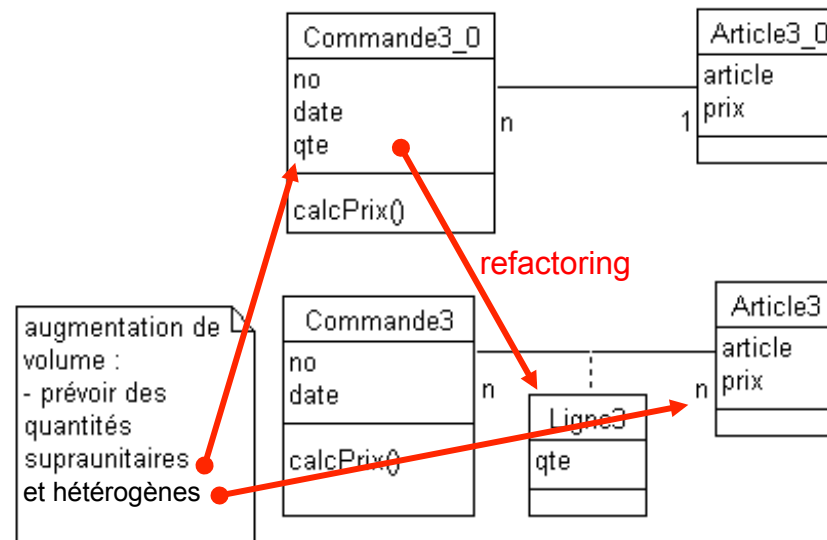 Commande3_0
no
date
qte
calcPrix()
n
1
Article3_0
article
prix
refactoring
augmentation de
volume :
- prévoir des
quantités
supraunitaires
et hétérogènes
Commande3
no
date
calcPrix()
n
n
Ligne3
qte
Article3
article
prix